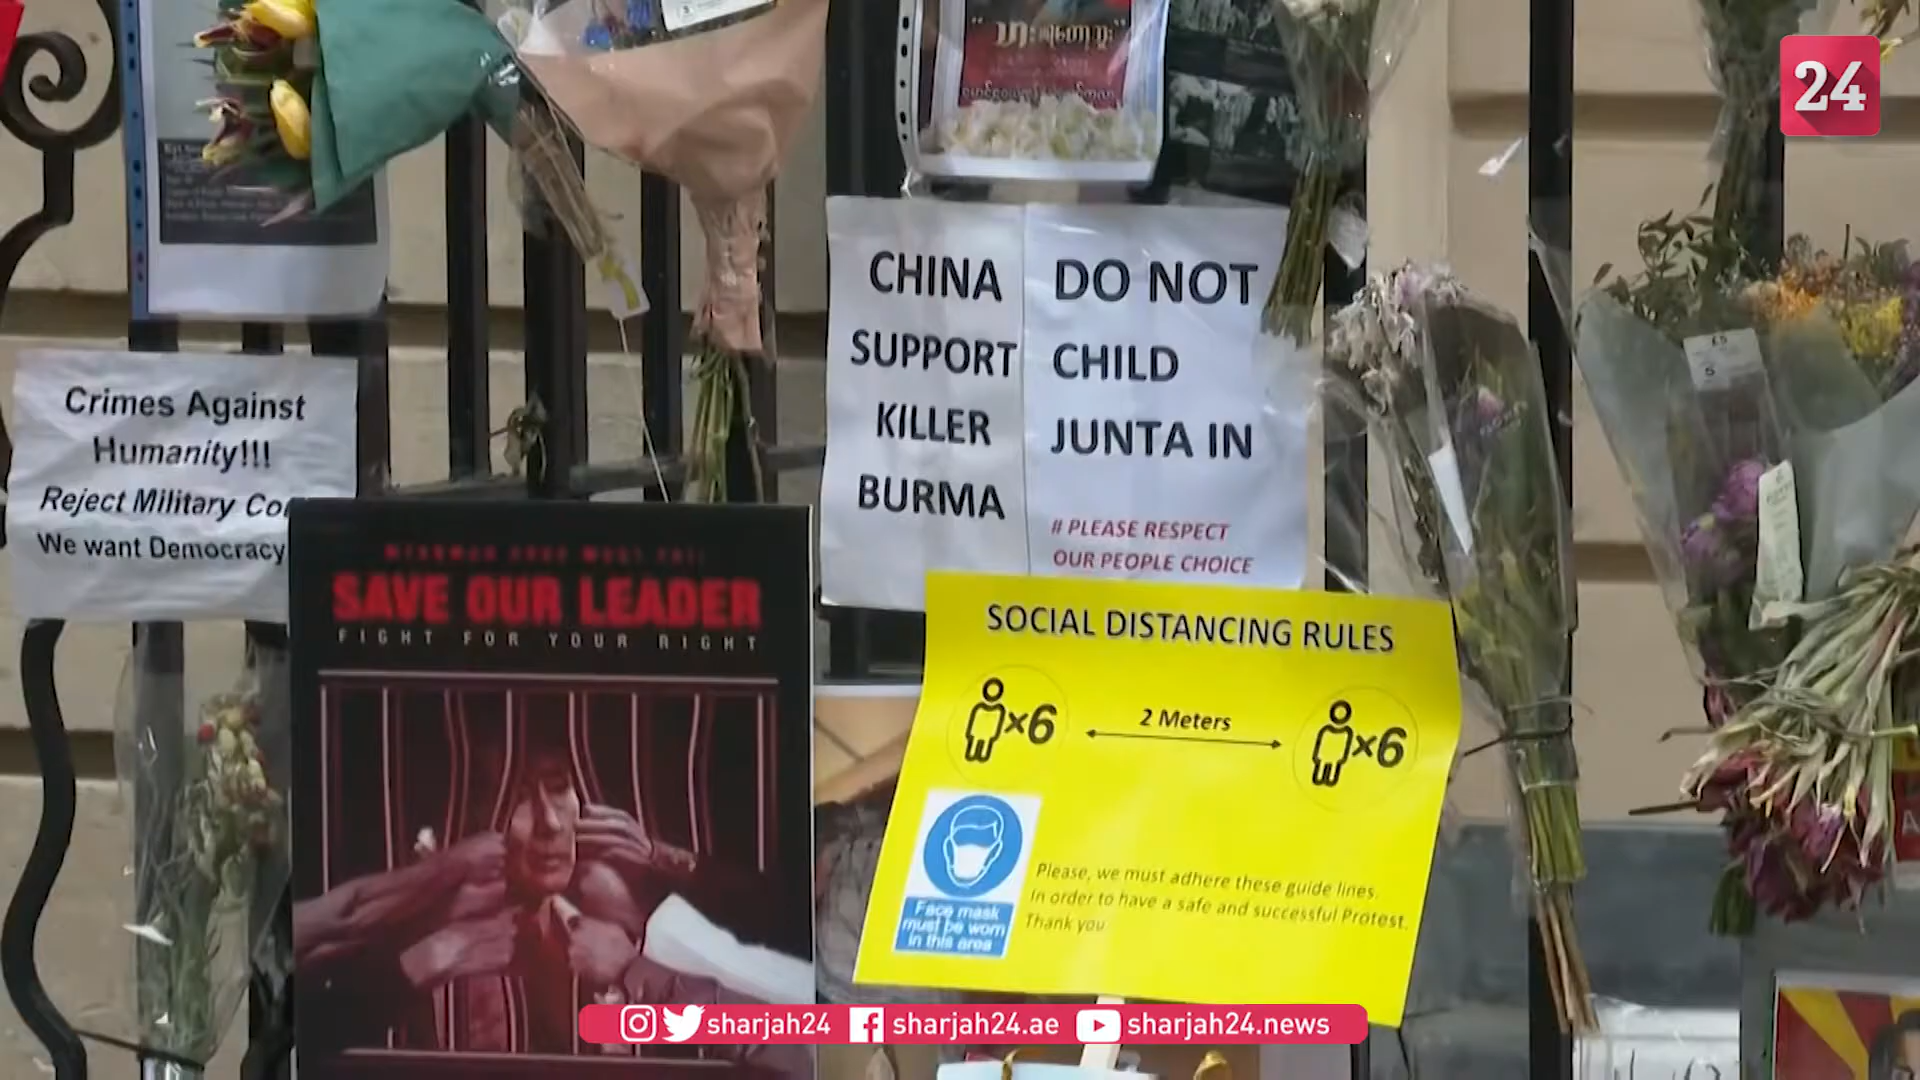 24
CHINA
SUPPORT
KILLER
BURMA
DO NOT
CHILD
JUNTA IN
# PLEASE RESPECT
OUR PEOPLE CHOICE
Crimes Against
Humanity!!!
Reject Military
We want Democracy
SAVE OUR LEADER
FIGHT FOR YOUR RIGHT
SOCIAL DISTANCING RULES
×6
2 Meters
×6
Face mask
must be worn
in this area
Please, we must adhere these guide lines.
In order to have a safe and successful Protest.
Thank you
£5
5
sharjah24
sharjah24.ae
sharjah24.news